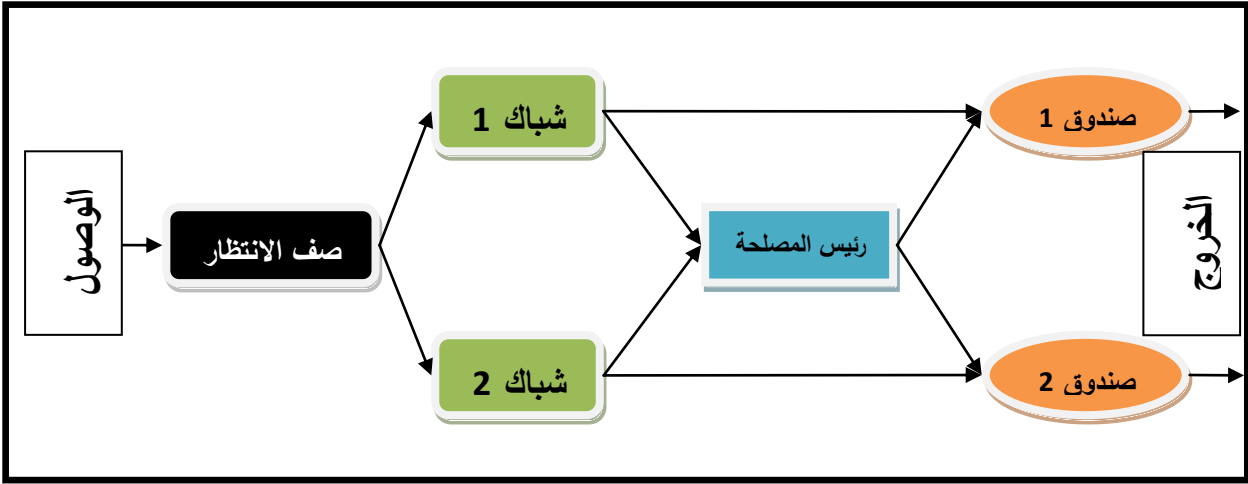 الوصول
صف الانتظار
شباك 1
شباك 2
رئيس المصلحة
صندوق 1
صندوق 2
الخروج